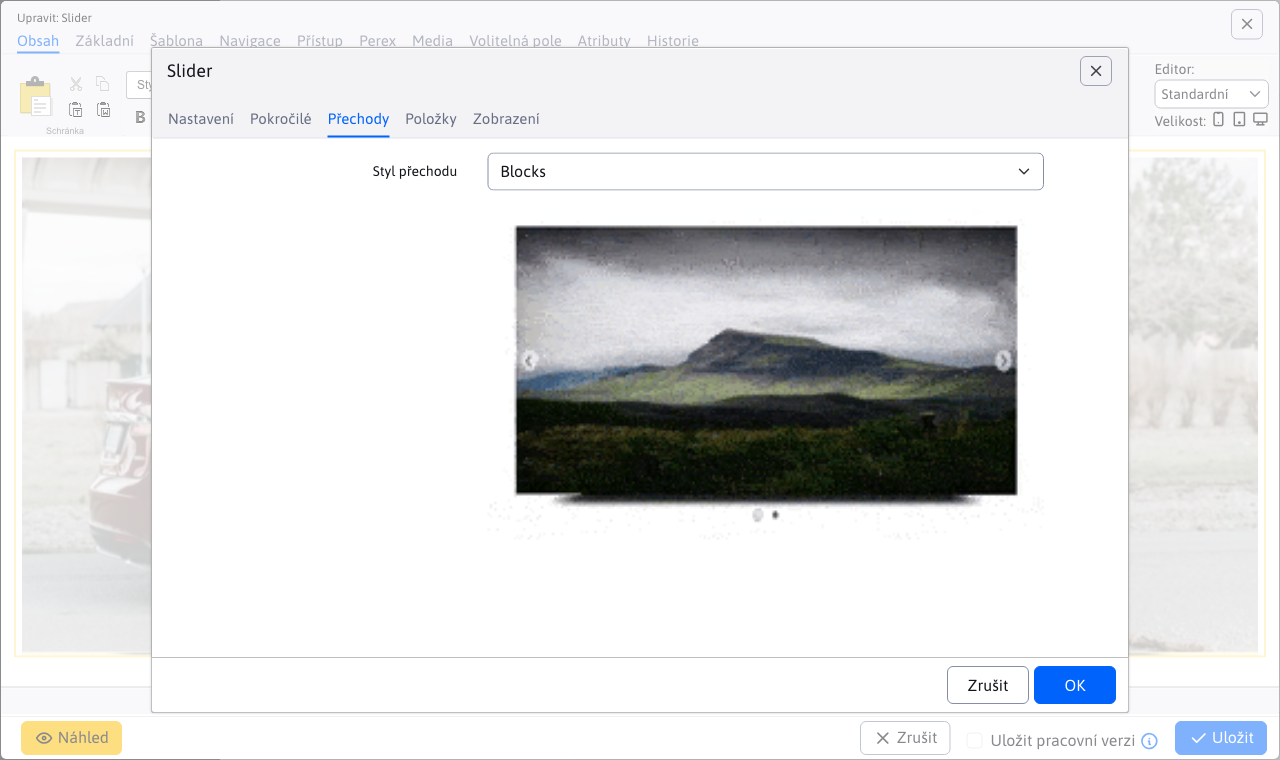 Upravit: Slider
Obsah Základní Šablona Navigace Přístup Perex Media Volitelná pole Atributy Historie
Editor:
Standardní
Velikost:
Schránka
B
Slider
Nastavení Pokročilé Přechody Položky Zobrazení
Styl přechodu Blocks
Zrušit OK
Náhled Zrušit Uložit pracovní verzi Uložit